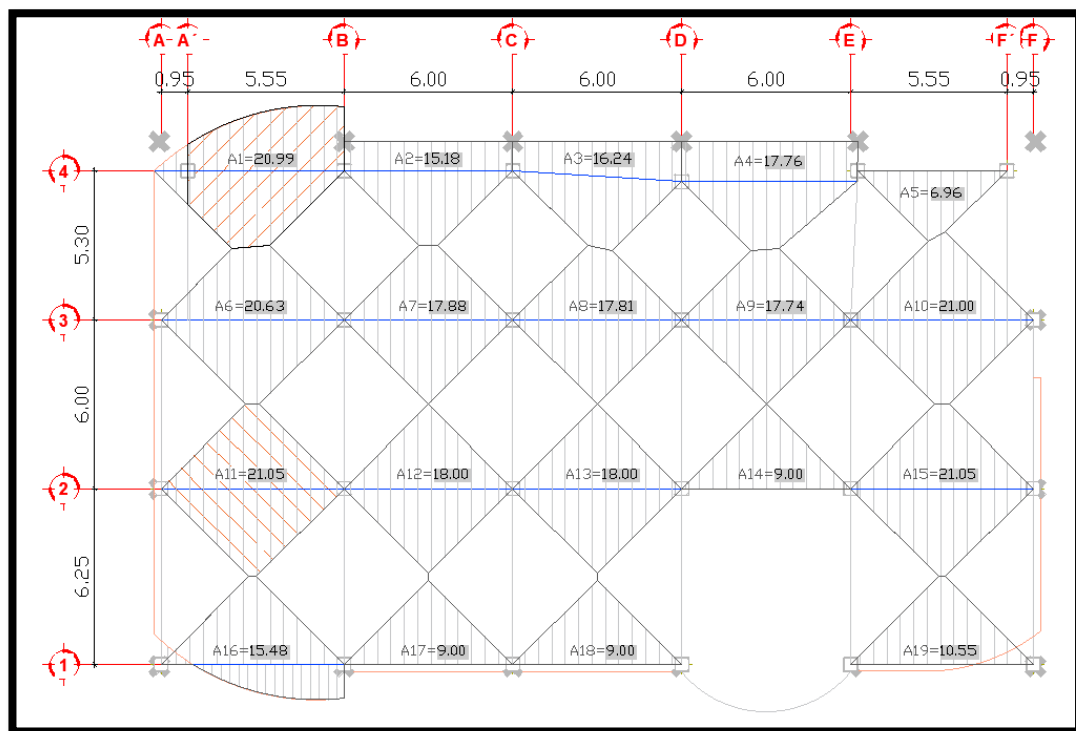 A A' B C D E F' F
0.95 5.55 6.00 6.00 6.00 5.55 0.95
4
A1=20.99 A2=15.18 A3=16.24 A4=17.76 A5=6.96
5.30
3
A6=20.63 A7=17.88 A8=17.81 A9=17.74 A10=21.00
6.00
2
A11=21.05 A12=18.00 A13=18.00 A14=9.00 A15=21.05
6.25
1
A16=15.48 A17=9.00 A18=9.00 A19=10.55